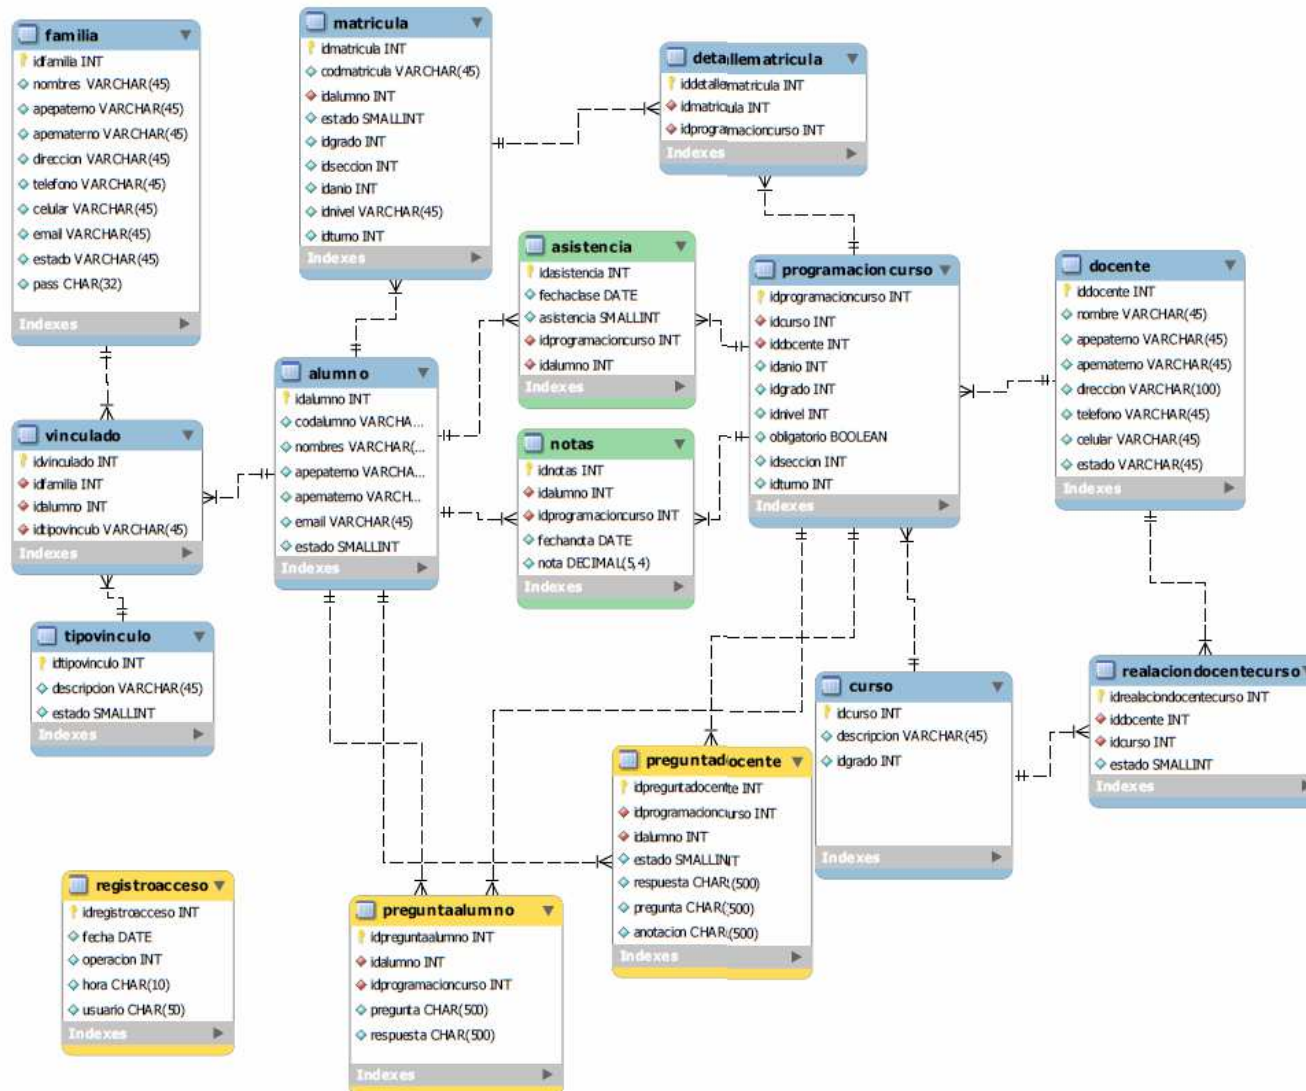 familia
idfamilia INT
nombres VARCHAR(45)
apepaterno VARCHAR(45)
apematerno VARCHAR(45)
direccion VARCHAR(45)
telefono VARCHAR(45)
celular VARCHAR(45)
email VARCHAR(45)
estado VARCHAR(45)
pass CHAR(32)
Indexes
matricula
idmatricula INT
codmatricula VARCHAR(45)
idalumno INT
estado SMALLINT
idgrado INT
idseccion INT
idanio INT
idnivel VARCHAR(45)
idturno INT
Indexes
detallematricula
iddetallematricula INT
idmatricula INT
idprogramacioncurso INT
Indexes
asistencia
idasistencia INT
fechaclase DATE
asistencia SMALLINT
idprogramacioncurso INT
idalumno INT
Indexes
programacioncurso
idprogramacioncurso INT
idcurso INT
iddocente INT
idanio INT
idgrado INT
idnivel INT
obligatorio BOOLEAN
idseccion INT
idturno INT
Indexes
docente
iddocente INT
nombre VARCHAR(45)
apepaterno VARCHAR(45)
apematerno VARCHAR(45)
direccion VARCHAR(100)
telefono VARCHAR(45)
celular VARCHAR(45)
estado VARCHAR(45)
Indexes
alumno
idalumno INT
codalumno VARCHA...
nombres VARCHAR(...
apepaterno VARCHA...
apematerno VARCH...
email VARCHAR(45)
estado SMALLINT
Indexes
vinculado
idvinculado INT
idfamilia INT
idalumno INT
idtipovinculo VARCHAR(45)
Indexes
notas
idnotas INT
idalumno INT
idprogramacioncurso INT
fechanota DATE
nota DECIMAL(5,4)
Indexes
tipovinculo
idtipovinculo INT
descripcion VARCHAR(45)
estado SMALLINT
Indexes
curso
idcurso INT
descripcion VARCHAR(45)
idgrado INT
Indexes
realaciondocentecurso
idrealaciondocentecurso INT
iddocente INT
idcurso INT
estado SMALLINT
Indexes
preguntadocente
idpreguntadocente INT
idprogramacioncurso INT
idalumno INT
estado SMALLINT
respuesta CHAR(500)
pregunta CHAR(500)
anotacion CHAR(500)
Indexes
registroacceso
idregistroacceso INT
fecha DATE
operacion INT
hora CHAR(10)
usuario CHAR(50)
Indexes
preguntaalumno
idpreguntaalumno INT
idalumno INT
idprogramacioncurso INT
pregunta CHAR(500)
respuesta CHAR(500)
Indexes